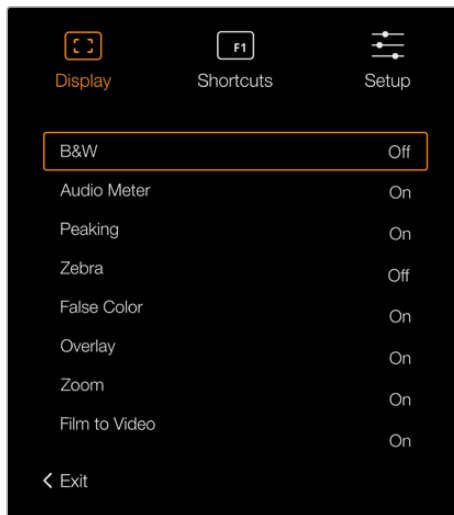 F1
Display Shortcuts Setup
B&W Off
Audio Meter On
Peaking On
Zebra Off
False Color On
Overlay On
Zoom On
Film to Video On
Exit